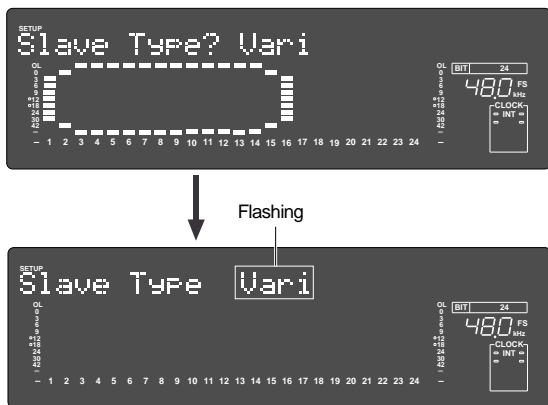 SETUP
Slave Type? Vari
OL
0
3
6
9
12
18
24
30
42
–
– 1 2 3 4 5 6 7 8 9 10 11 12 13 14 15 16 17 18 19 20 21 22 23 24 –
OL
0
3
6
9
12
18
24
30
42
–
BIT 24
48.0 FS
kHz
CLOCK
INT
Flashing
SETUP
Slave Type Vari
OL
0
3
6
9
12
18
24
30
42
–
– 1 2 3 4 5 6 7 8 9 10 11 12 13 14 15 16 17 18 19 20 21 22 23 24 –
OL
0
3
6
9
12
18
24
30
42
–
BIT 24
48.0 FS
kHz
CLOCK
INT